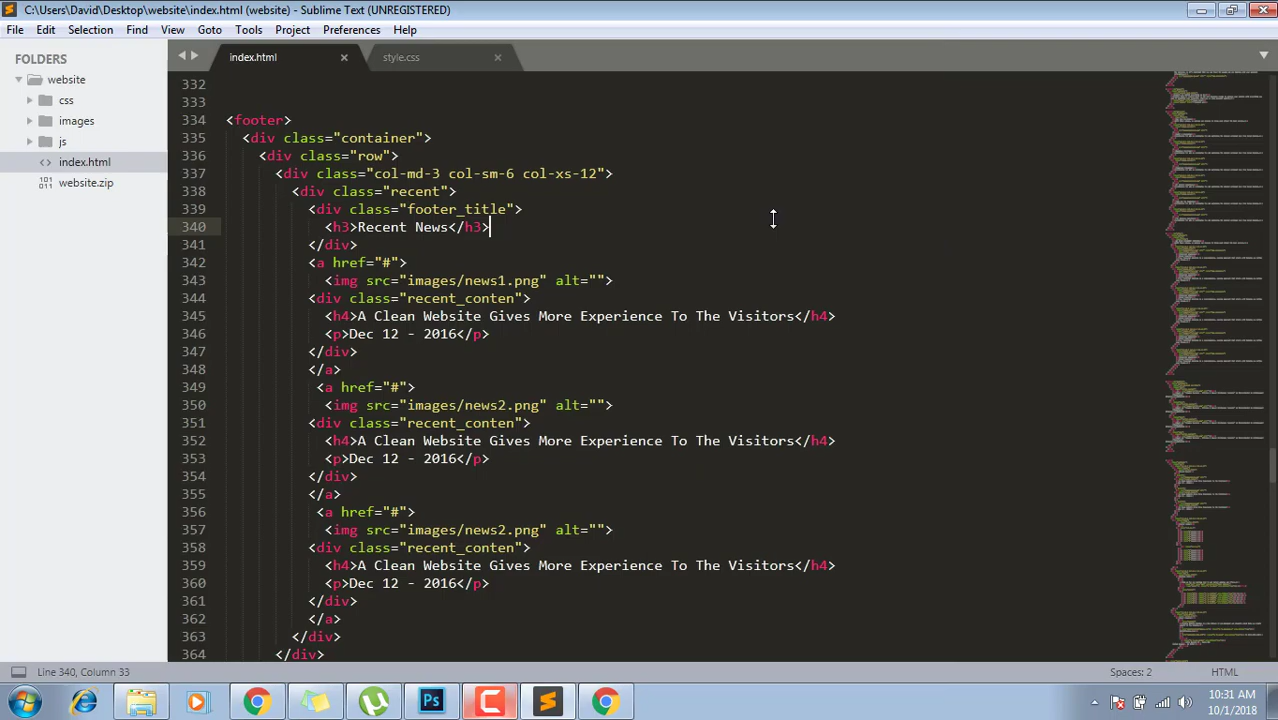 C:\Users\David\Desktop\website\index.html (website) - Sublime Text (UNREGISTERED)
File Edit Selection Find View Goto Tools Project Preferences Help
FOLDERS
website
css
images
js
index.html
website.zip
index.html
style.css
332
333
334 <footer>
335 <div class="container">
336 <div class="row">
337 <div class="col-md-3 col-sm-6 col-xs-12">
338 <div class="recent">
339 <div class="footer_title">
340 <h3>Recent News</h3>
341 </div>
342 <a href="#">
343 <img src="images/news1.png" alt="">
344 <div class="recent_conten">
345 <h4>A Clean Website Gives More Experience To The Visitors</h4>
346 <p>Dec 12 - 2016</p>
347 </div>
348 </a>
349 <a href="#">
350 <img src="images/news2.png" alt="">
351 <div class="recent_conten">
352 <h4>A Clean Website Gives More Experience To The Visitors</h4>
353 <p>Dec 12 - 2016</p>
354 </div>
355 </a>
356 <a href="#">
357 <img src="images/news2.png" alt="">
358 <div class="recent_conten">
359 <h4>A Clean Website Gives More Experience To The Visitors</h4>
360 <p>Dec 12 - 2016</p>
361 </div>
362 </a>
363 </div>
364 </div>
Line 340, Column 33
Spaces: 2
HTML
Ps
10:31 AM
10/1/2018